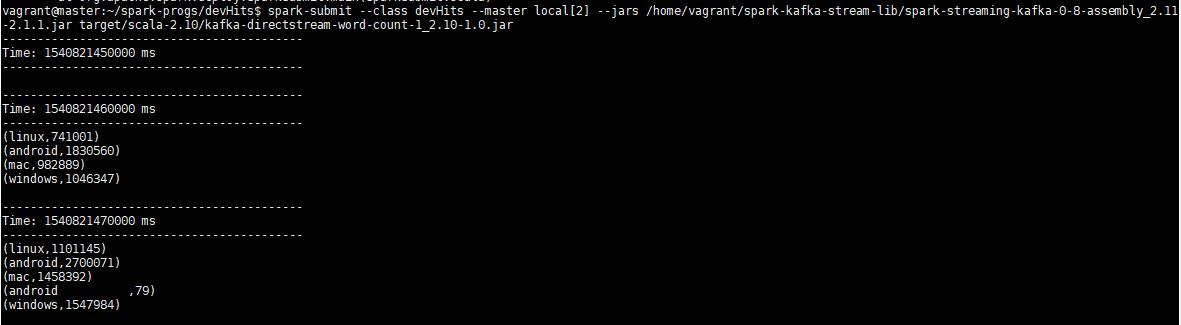 vagrant@master:~/spark-progs/devHits$ spark-submit --class devHits --master local[2] --jars /home/vagrant/spark-kafka-stream-lib/spark-streaming-kafka-0-8-assembly_2.11
-2.1.1.jar target/scala-2.10/kafka-directstream-word-count-1_2.10-1.0.jar
-------------------------------------------
Time: 1540821450000 ms
-------------------------------------------
-------------------------------------------
Time: 1540821460000 ms
-------------------------------------------
(linux,741001)
(android,1830560)
(mac,982889)
(windows,1046347)
-------------------------------------------
Time: 1540821470000 ms
-------------------------------------------
(linux,1101145)
(android,2700071)
(mac,1458392)
(android          ,79)
(windows,1547984)